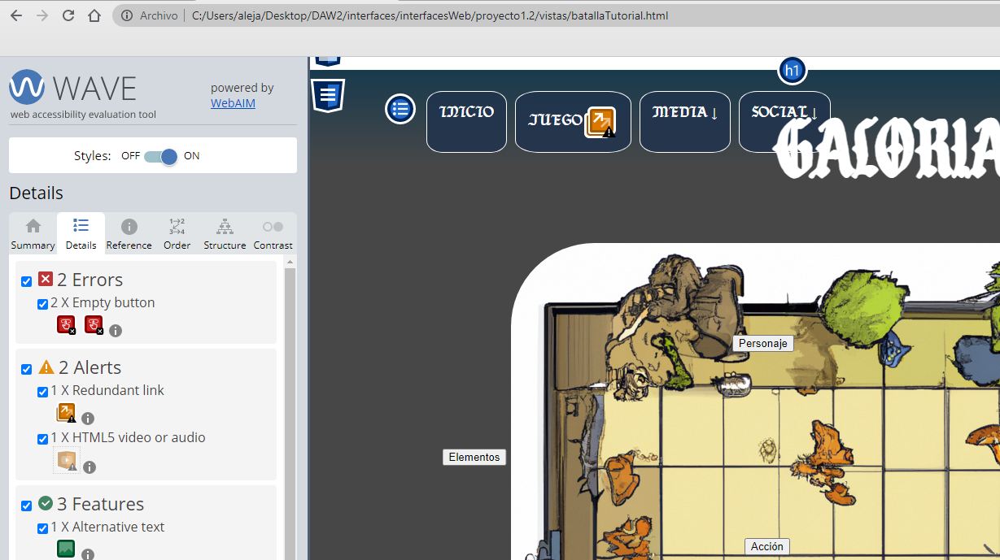 Archivo | C:/Users/aleja/Desktop/DAW2/interfaces/interfacesWeb/proyecto1.2/vistas/batallaTutorial.html
WAVE
web accessibility evaluation tool
powered by
WebAIM
Styles: OFF ON
Details
Summary Details Reference Order Structure Contrast
2 Errors
2 X Empty button
2 Alerts
1 X Redundant link
1 X HTML5 video or audio
3 Features
1 X Alternative text
h1
INICIO JUEGO MEDIA ↓ SOCIAL ↓
GALORIA
Personaje
Elementos
Acción